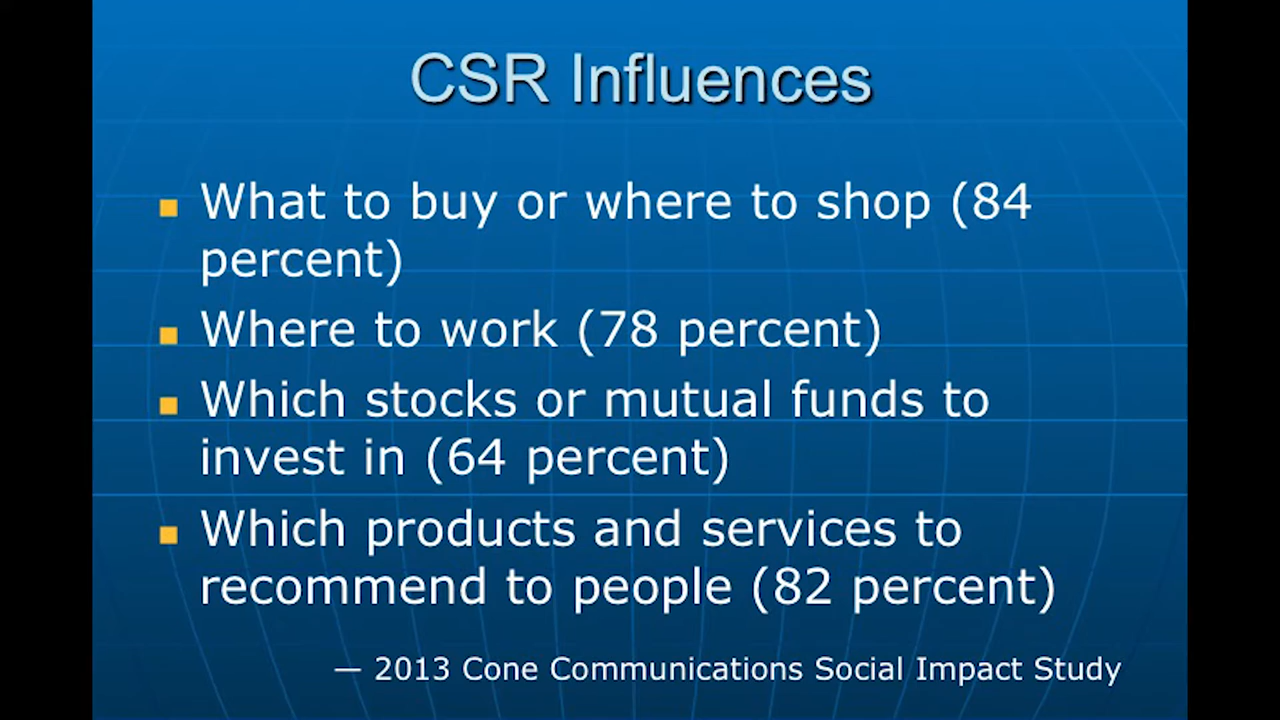 CSR Influences
What to buy or where to shop (84
percent)
Where to work (78 percent)
Which stocks or mutual funds to
invest in (64 percent)
Which products and services to
recommend to people (82 percent)
— 2013 Cone Communications Social Impact Study